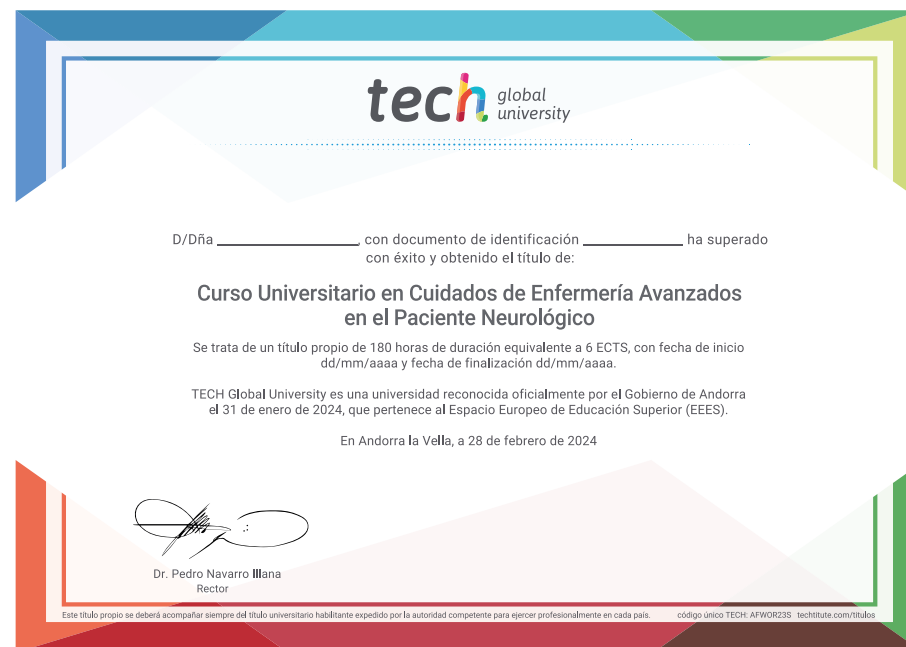 tech global university
D/Dña ____________________, con documento de identificación ______________ ha superado
con éxito y obtenido el título de:
Curso Universitario en Cuidados de Enfermería Avanzados
en el Paciente Neurológico
Se trata de un título propio de 180 horas de duración equivalente a 6 ECTS, con fecha de inicio
dd/mm/aaaa y fecha de finalización dd/mm/aaaa.
TECH Global University es una universidad reconocida oficialmente por el Gobierno de Andorra
el 31 de enero de 2024, que pertenece al Espacio Europeo de Educación Superior (EEES).
En Andorra la Vella, a 28 de febrero de 2024
Dr. Pedro Navarro Illana
Rector
Este título propio se deberá acompañar siempre del título universitario habilitante expedido por la autoridad competente para ejercer profesionalmente en cada país. código único TECH: AFWOR23S techtitute.com/titulos